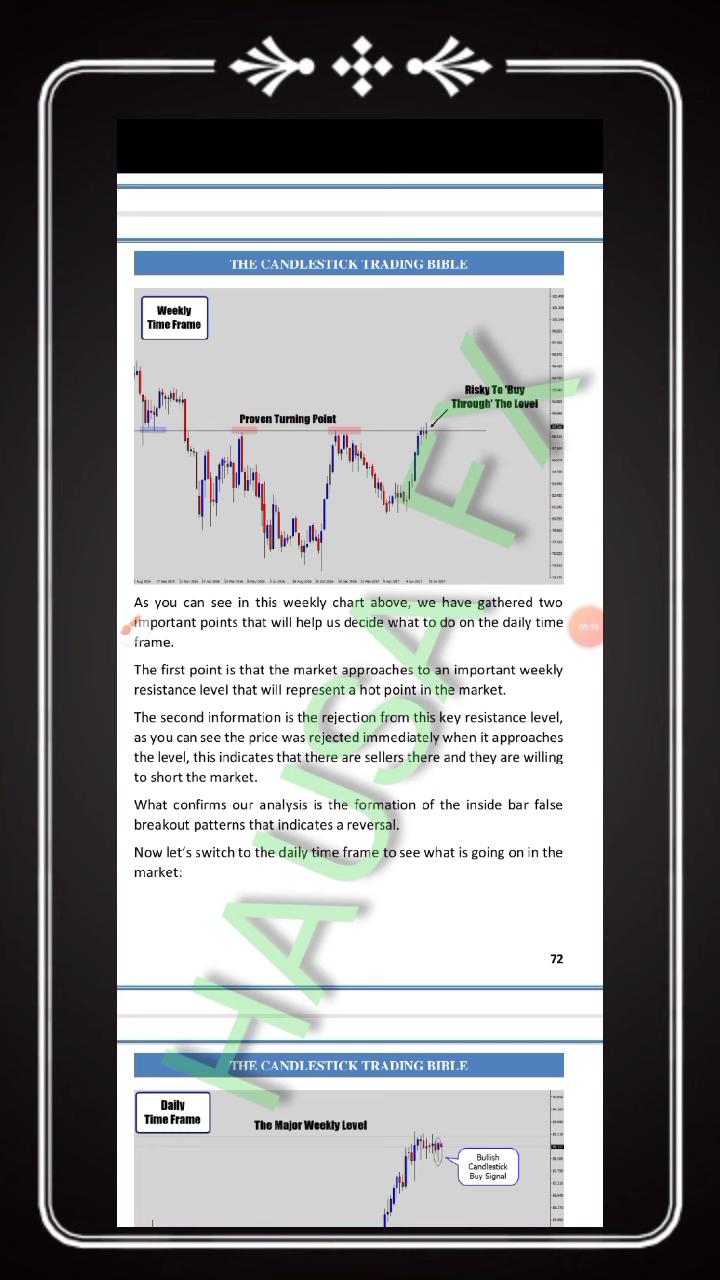 THE CANDLESTICK TRADING BIBLE
Weekly
Time Frame
Risky To 'Buy
Through' The Level
Proven Turning Point
As you can see in this weekly chart above, we have gathered two
important points that will help us decide what to do on the daily time
frame.
09:38
The first point is that the market approaches to an important weekly
resistance level that will represent a hot point in the market.
The second information is the rejection from this key resistance level,
as you can see the price was rejected immediately when it approaches
the level, this indicates that there are sellers there and they are willing
to short the market.
What confirms our analysis is the formation of the inside bar false
breakout patterns that indicates a reversal.
Now let's switch to the daily time frame to see what is going on in the
market:
HAUSA FX
72
THE CANDLESTICK TRADING BIBLE
Daily
Time Frame
The Major Weekly Level
Bullish
Candlestick
Buy Signal